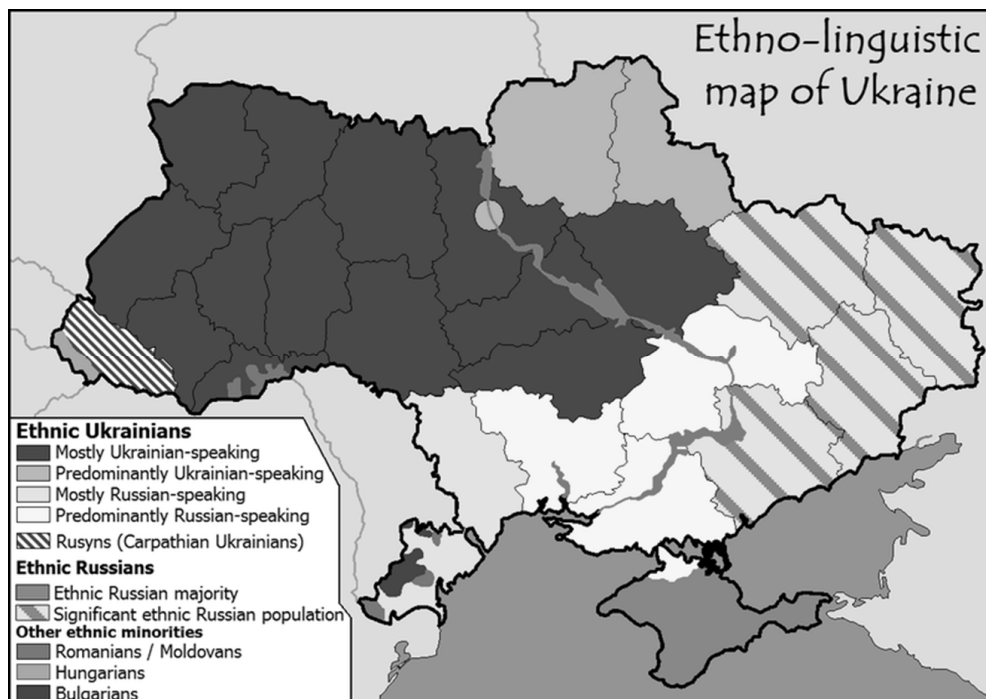 Ethno-linguistic
map of Ukraine
Ethnic Ukrainians
Mostly Ukrainian-speaking
Predominantly Ukrainian-speaking
Mostly Russian-speaking
Predominantly Russian-speaking
Rusyns (Carpathian Ukrainians)
Ethnic Russians
Ethnic Russian majority
Significant ethnic Russian population
Other ethnic minorities
Romanians / Moldovans
Hungarians
Bulgarians